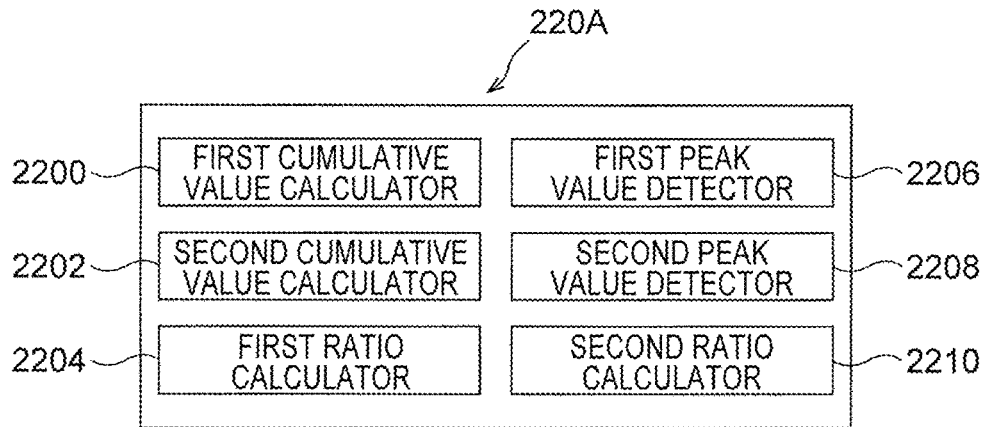 220A
2200
FIRST CUMULATIVE
VALUE CALCULATOR
FIRST PEAK
VALUE DETECTOR
2206
2202
SECOND CUMULATIVE
VALUE CALCULATOR
SECOND PEAK
VALUE DETECTOR
2208
2204
FIRST RATIO
CALCULATOR
SECOND RATIO
CALCULATOR
2210